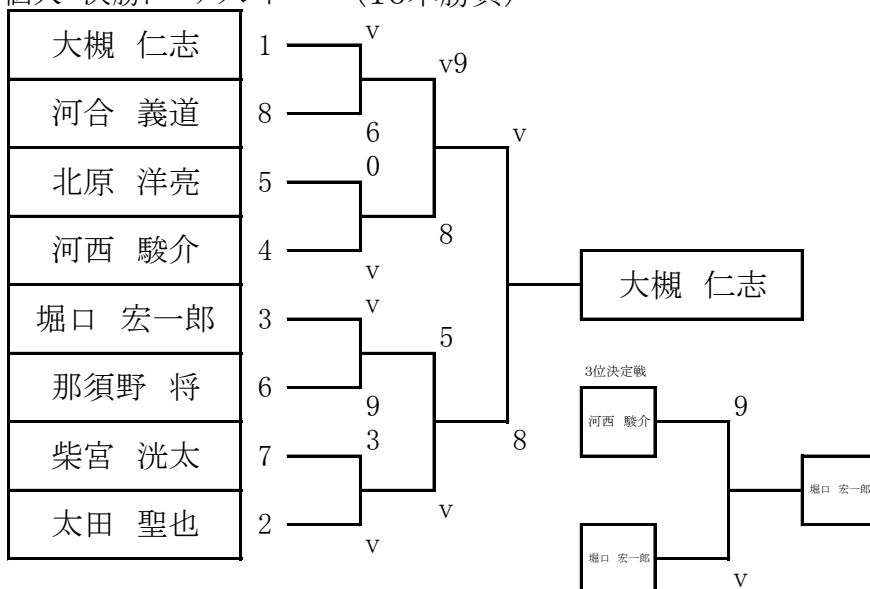 大槻 仁志 1 v
v9
河合 義道 8 6
v
北原 洋亮 5 0
8
河西 駿介 4 v
大槻 仁志
堀口 宏一郎 3 v
5
那須野 将 6 9
8
柴宮 洸太 7 3
v
太田 聖也 2 v
3位決定戦
河西 駿介 9
堀口 宏一郎
堀口 宏一郎 v